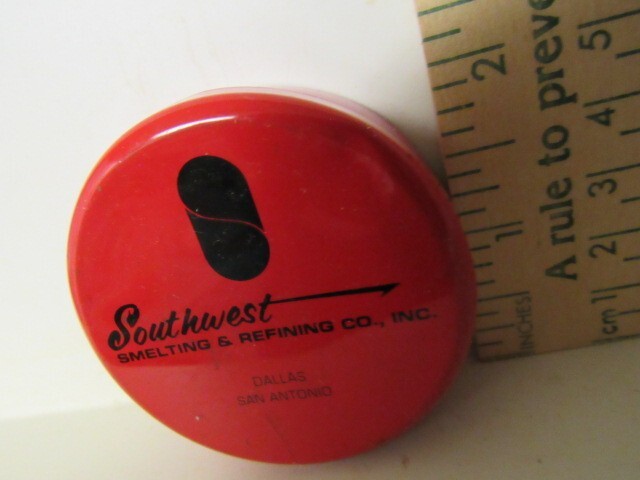 Southwest
SMELTING & REFINING CO., INC.
DALLAS
SAN ANTONIO
A rule to preve
INCHES
1
2
cm 1
2
3
4
5